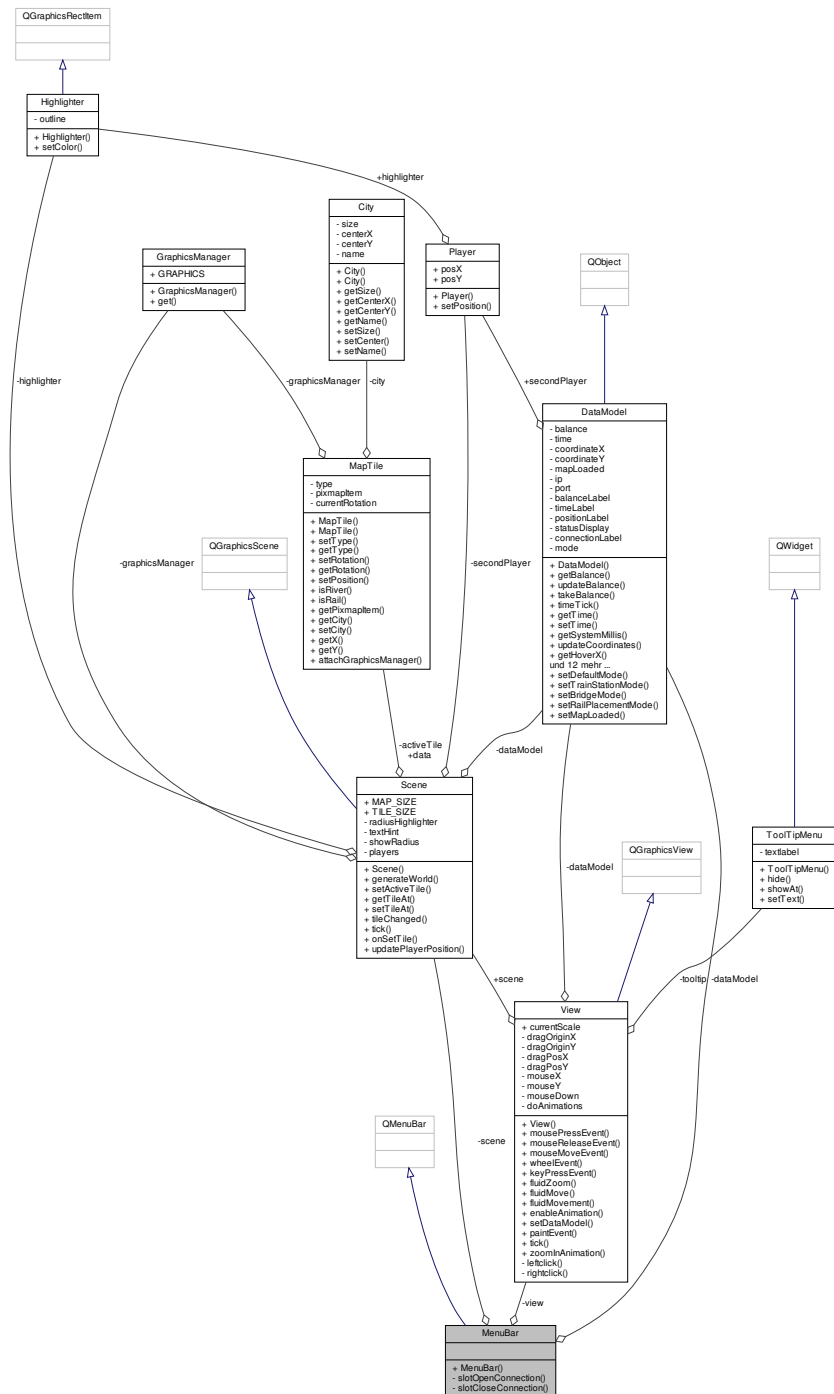 QGraphicsRectItem
Highlighter
- outline
+ Highlighter()
+ setColor()
+highlighter
City
- size
- centerX
- centerY
- name
+ City()
+ City()
+ getSize()
+ getCenterX()
+ getCenterY()
+ getName()
+ setSize()
+ setCenter()
+ setName()
GraphicsManager
+ GRAPHICS
+ GraphicsManager()
+ get()
Player
+ posX
+ posY
+ Player()
+ setPosition()
QObject
-highlighter
-graphicsManager
-city
+secondPlayer
DataModel
- balance
- time
- coordinateX
- coordinateY
- mapLoaded
- ip
- port
- balanceLabel
- timeLabel
- positionLabel
- statusDisplay
- connectionLabel
- mode
+ DataModel()
+ getBalance()
+ updateBalance()
+ takeBalance()
+ timeTick()
+ getTime()
+ setTime()
+ getSystemMillis()
+ updateCoordinates()
+ getHoverX()
und 12 mehr ...
+ setDefaultMode()
+ setTrainStationMode()
+ setBridgeMode()
+ setRailPlacementMode()
+ setMapLoaded()
MapTile
- type
- pixmapItem
- currentRotation
+ MapTile()
+ MapTile()
+ setType()
+ getType()
+ setRotation()
+ getRotation()
+ setPosition()
+ isRiver()
+ isRail()
+ getPixmapItem()
+ getCity()
+ setCity()
+ getX()
+ getY()
+ attachGraphicsManager()
QGraphicsScene
QWidget
-graphicsManager
-secondPlayer
-activeTile
+data
-dataModel
Scene
+ MAP_SIZE
+ TILE_SIZE
- radiusHighlighter
- textHint
- showRadius
- players
+ Scene()
+ generateWorld()
+ setActiveTile()
+ getTileAt()
+ setTileAt()
+ tileChanged()
+ tick()
+ onSetTile()
+ updatePlayerPosition()
ToolTipMenu
- textlabel
+ ToolTipMenu()
+ hide()
+ showAt()
+ setText()
QGraphicsView
-dataModel
+scene
-tooltip
-dataModel
View
+ currentScale
- dragOriginX
- dragOriginY
- dragPosX
- dragPosY
- mouseX
- mouseY
- mouseDown
- doAnimations
+ View()
+ mousePressEvent()
+ mouseReleaseEvent()
+ mouseMoveEvent()
+ wheelEvent()
+ keyPressEvent()
+ fluidZoom()
+ fluidMove()
+ fluidMovement()
+ enableAnimation()
+ setDataModel()
+ paintEvent()
+ tick()
+ zoomInAnimation()
- leftclick()
- rightclick()
QMenuBar
-scene
-view
MenuBar
+ MenuBar()
- slotOpenConnection()
- slotCloseConnection()